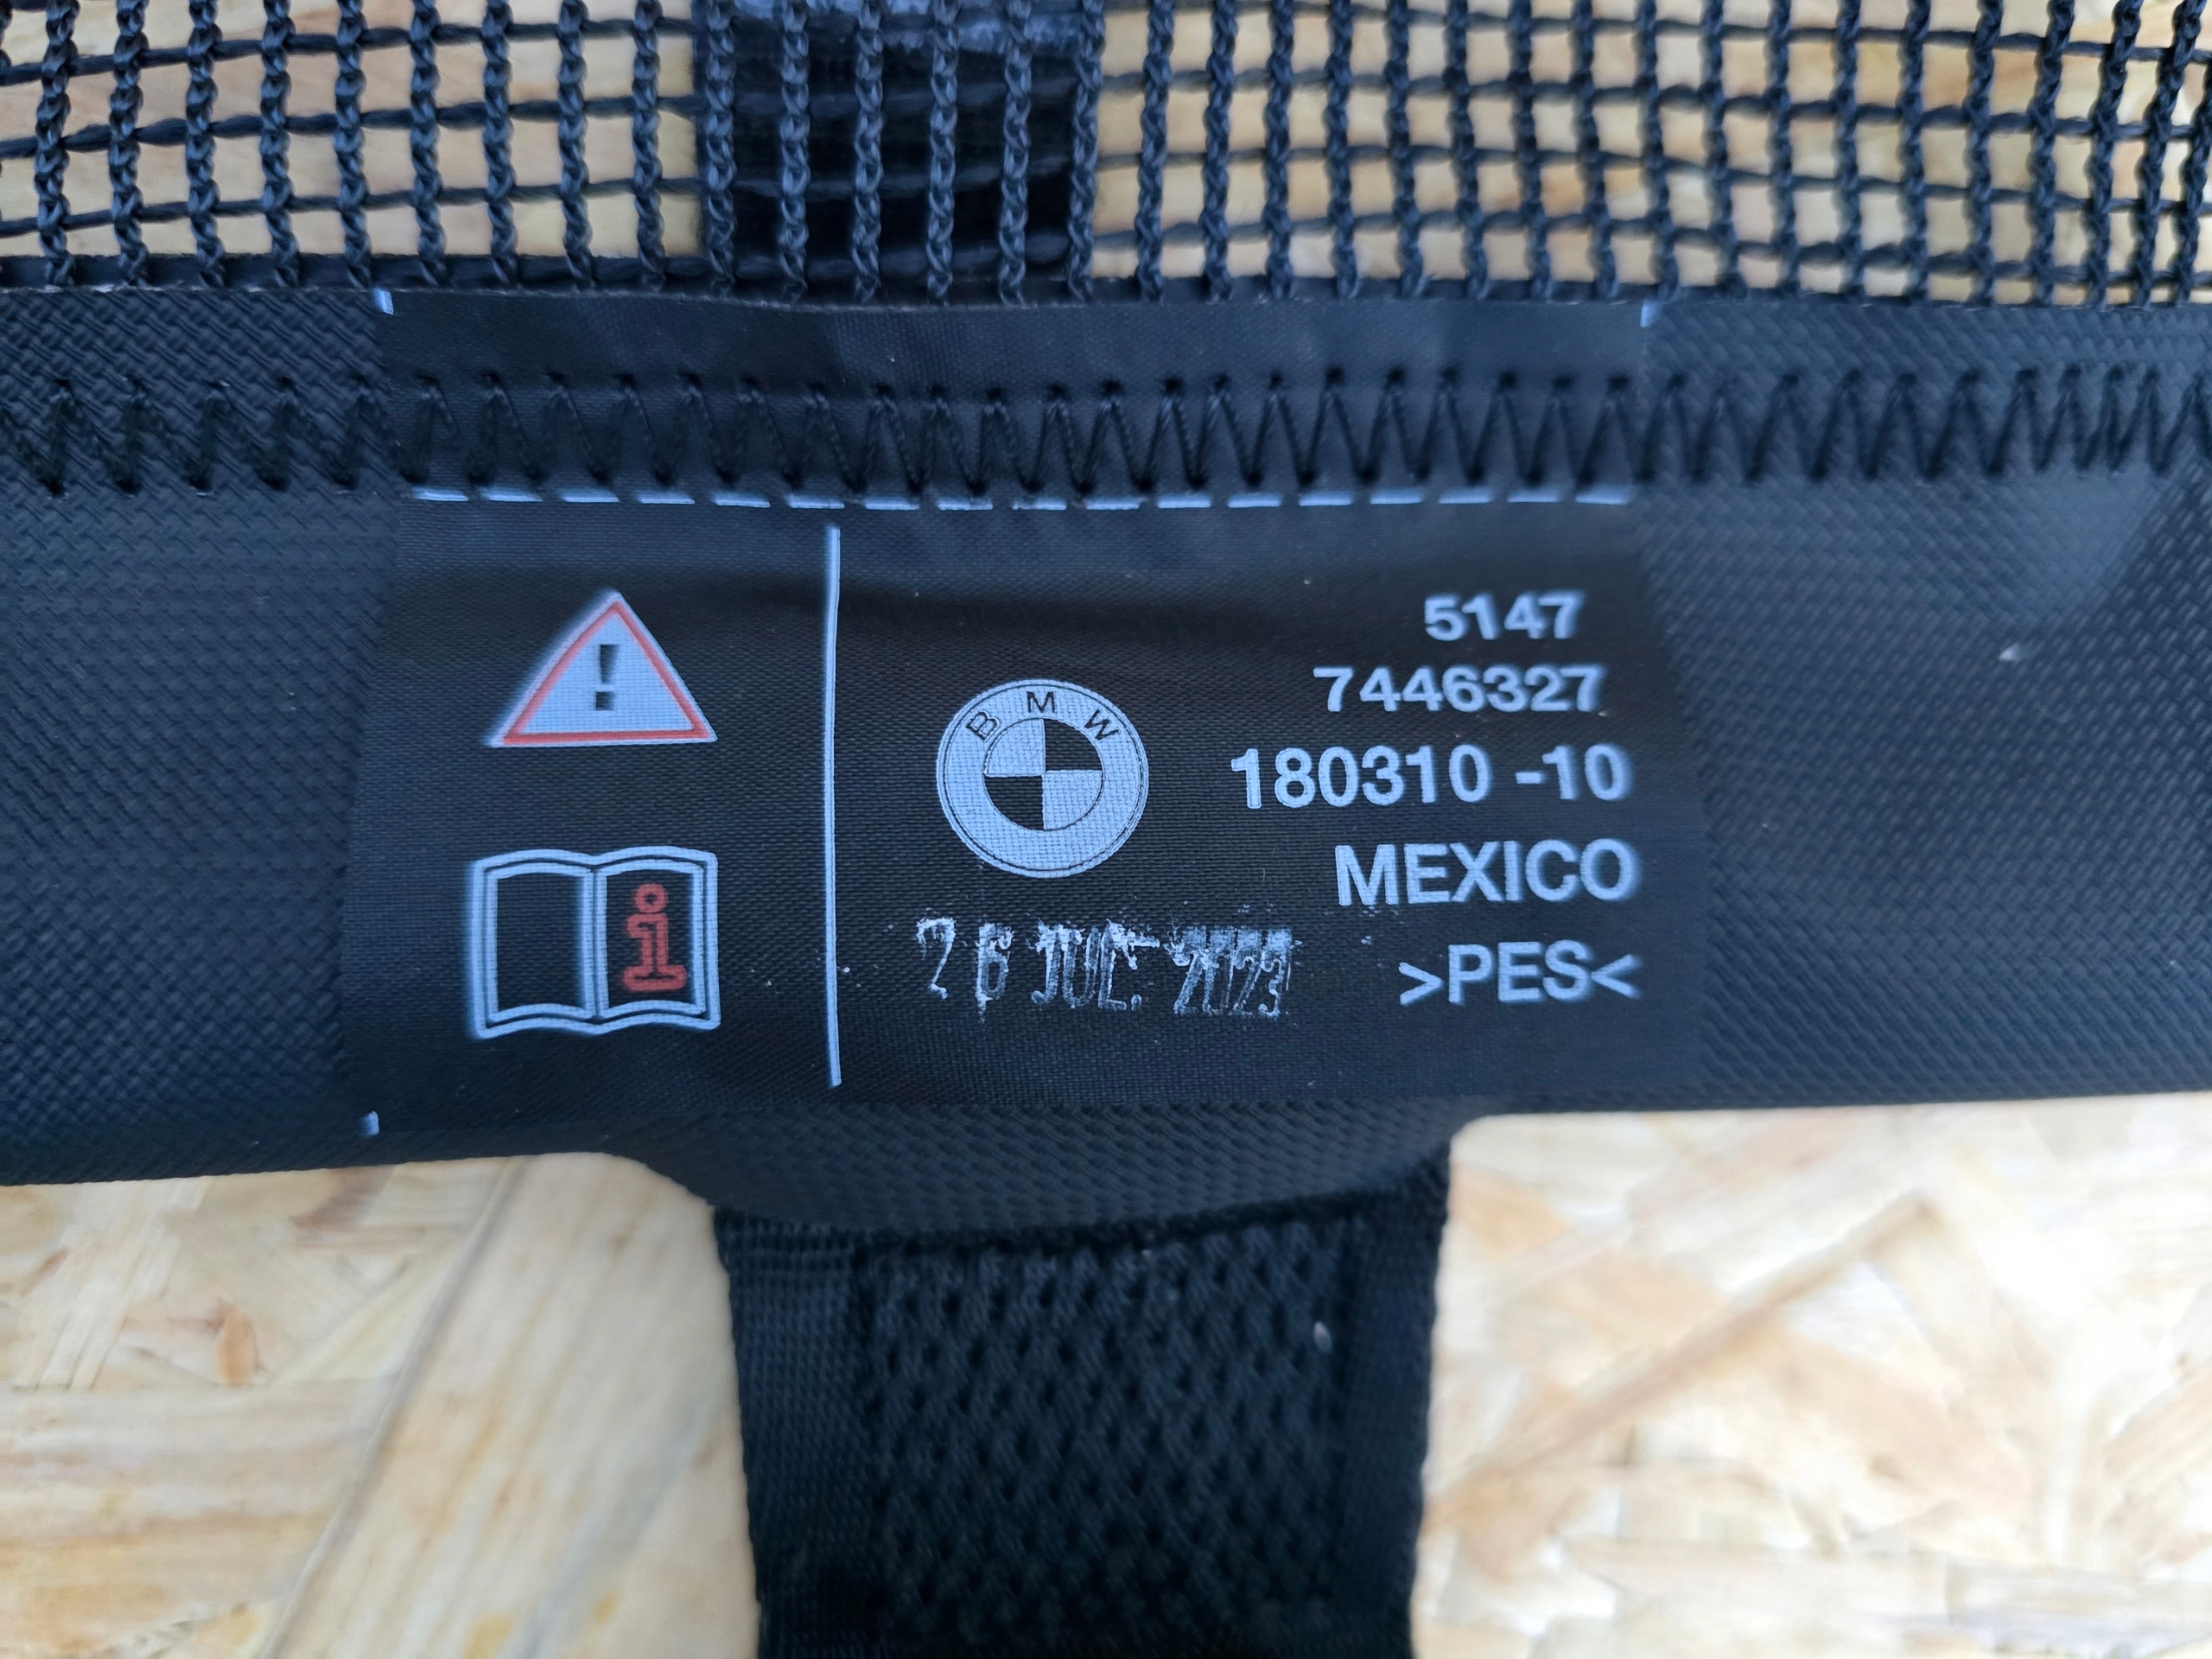 !
5147
7446327
BMW
180310 -10
MEXICO
i
26 JUL. 2023
>PES<